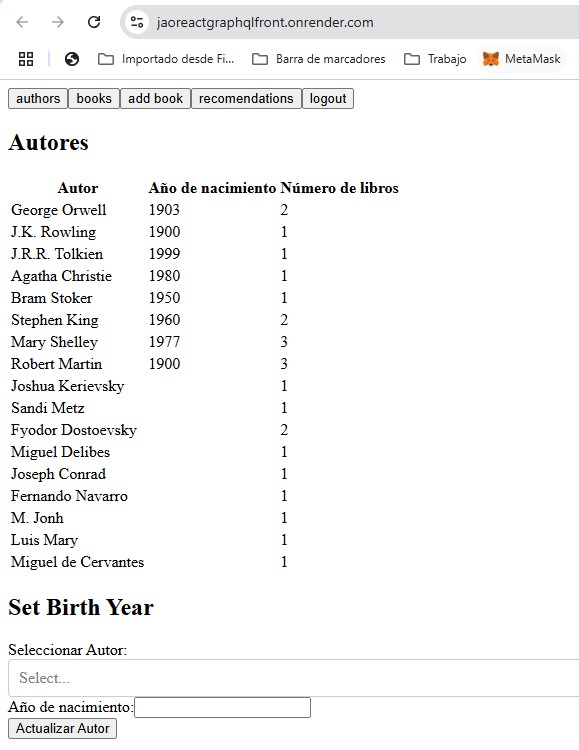 jaoreactgraphqlfront.onrender.com
Importado desde Fi... Barra de marcadores Trabajo MetaMask
authors books add book recomendations logout
Autores
Autor Año de nacimiento Número de libros
George Orwell 1903 2
J.K. Rowling 1900 1
J.R.R. Tolkien 1999 1
Agatha Christie 1980 1
Bram Stoker 1950 1
Stephen King 1960 2
Mary Shelley 1977 3
Robert Martin 1900 3
Joshua Kerievsky 1
Sandi Metz 1
Fyodor Dostoevsky 2
Miguel Delibes 1
Joseph Conrad 1
Fernando Navarro 1
M. Jonh 1
Luis Mary 1
Miguel de Cervantes 1
Set Birth Year
Seleccionar Autor:
Select...
Año de nacimiento:
Actualizar Autor